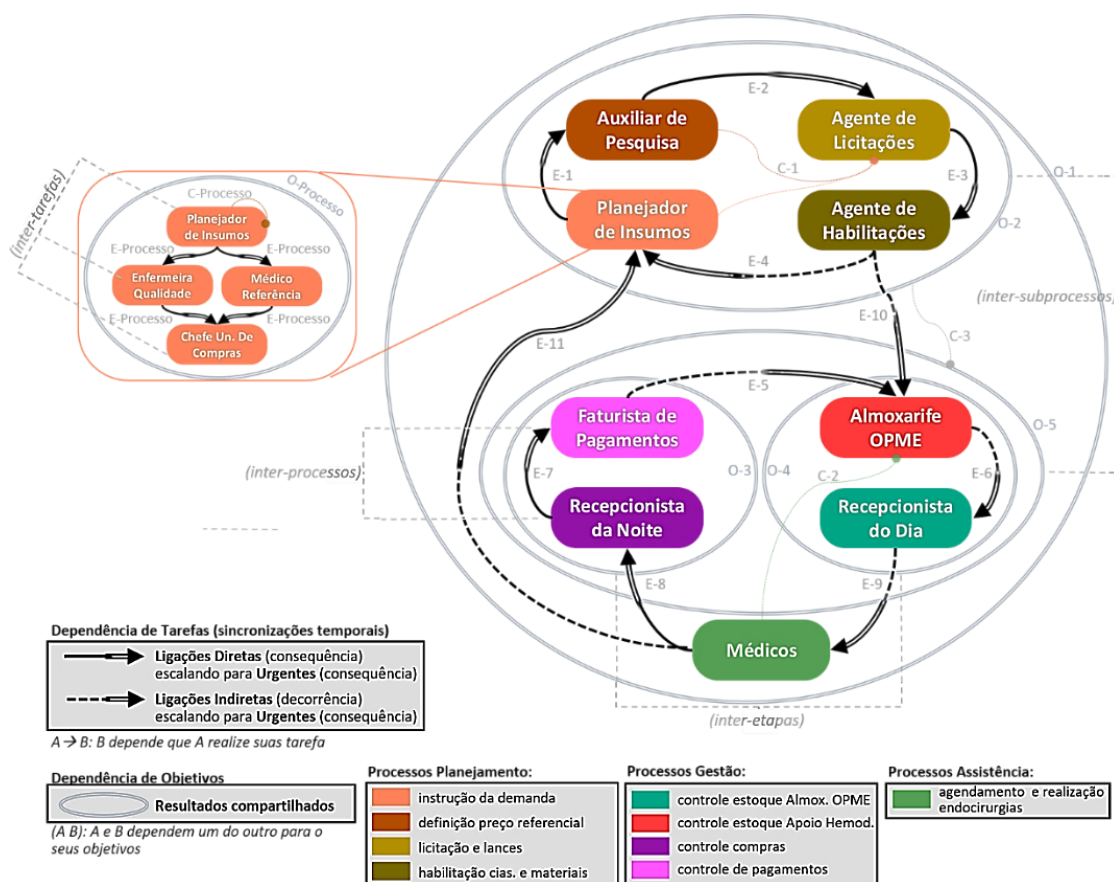 E-2
Auxiliar de
Pesquisa
Agente de
Licitações
C-1
E-1
E-3
O-1
O-2
Planejador
de Insumos
Agente de
Habilitações
E-4
(inter-tarefas)
C-Processo
O-Processo
Planejador
de Insumos
E-Processo
E-Processo
Enfermeira
Qualidade
Médico
Referência
E-Processo
E-Processo
Chefe Un. De
Compras
(inter-subprocessos)
E-10
E-11
C-3
E-5
Faturista de
Pagamentos
Almoxarife
OPME
O-5
(inter-processos)
E-7
O-3
O-4
C-2
E-6
Recepcionista
da Noite
Recepcionista
do Dia
E-8
E-9
Médicos
(inter-etapas)
Dependência de Tarefas (sincronizações temporais)
Ligações Diretas (consequência)
escalando para Urgentes (consequência)
Ligações Indiretas (decorrência)
escalando para Urgentes (consequência)
A → B: B depende que A realize suas tarefa
Dependência de Objetivos
Resultados compartilhados
(A B): A e B dependem um do outro para o
seus objetivos
Processos Planejamento:
instrução da demanda
definição preço referencial
licitação e lances
habilitação cias. e materiais
Processos Gestão:
controle estoque Almox. OPME
controle estoque Apoio Hemod.
controle compras
controle de pagamentos
Processos Assistência:
agendamento e realização
endocirurgias